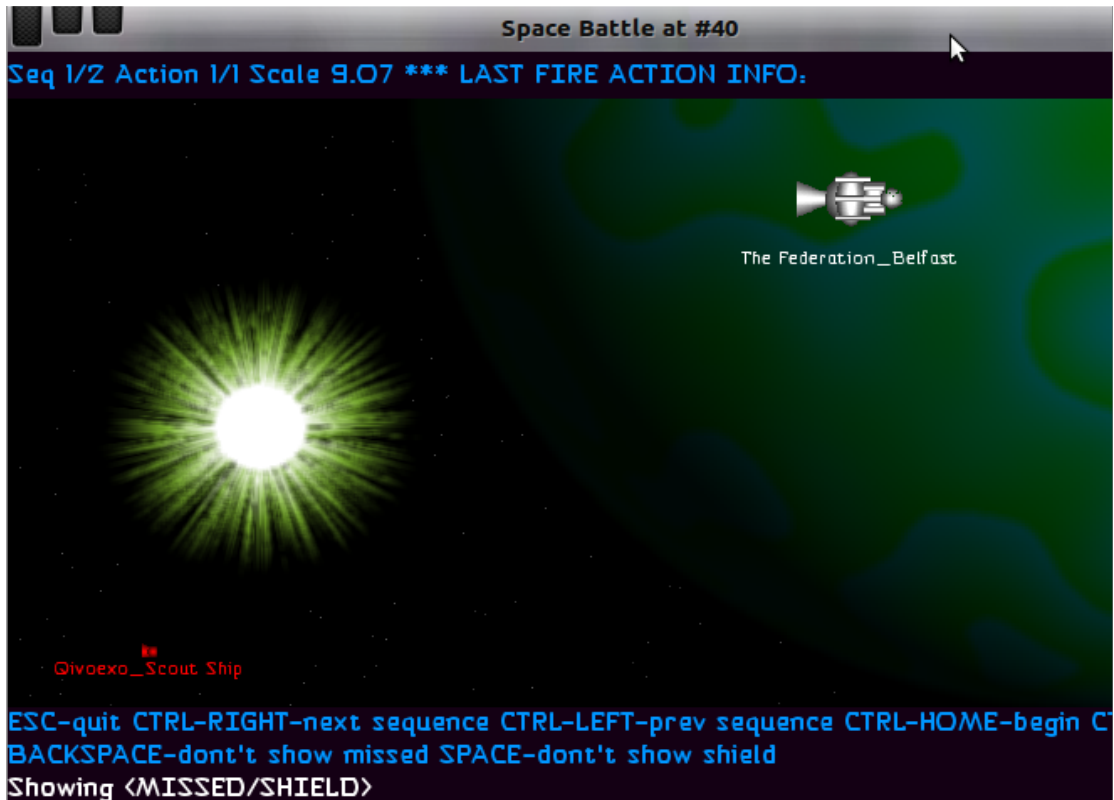 Space Battle at #40
Seq 1/2 Action 1/1 Scale 9.07 *** LAST FIRE ACTION INFO:
The Federation_Belfast
Qivoexo_Scout Ship
ESC-quit CTRL-RIGHT-next sequence CTRL-LEFT-prev sequence CTRL-HOME-begin CT
BACKSPACE-dont't show missed SPACE-dont't show shield
Showing <MISSED/SHIELD>